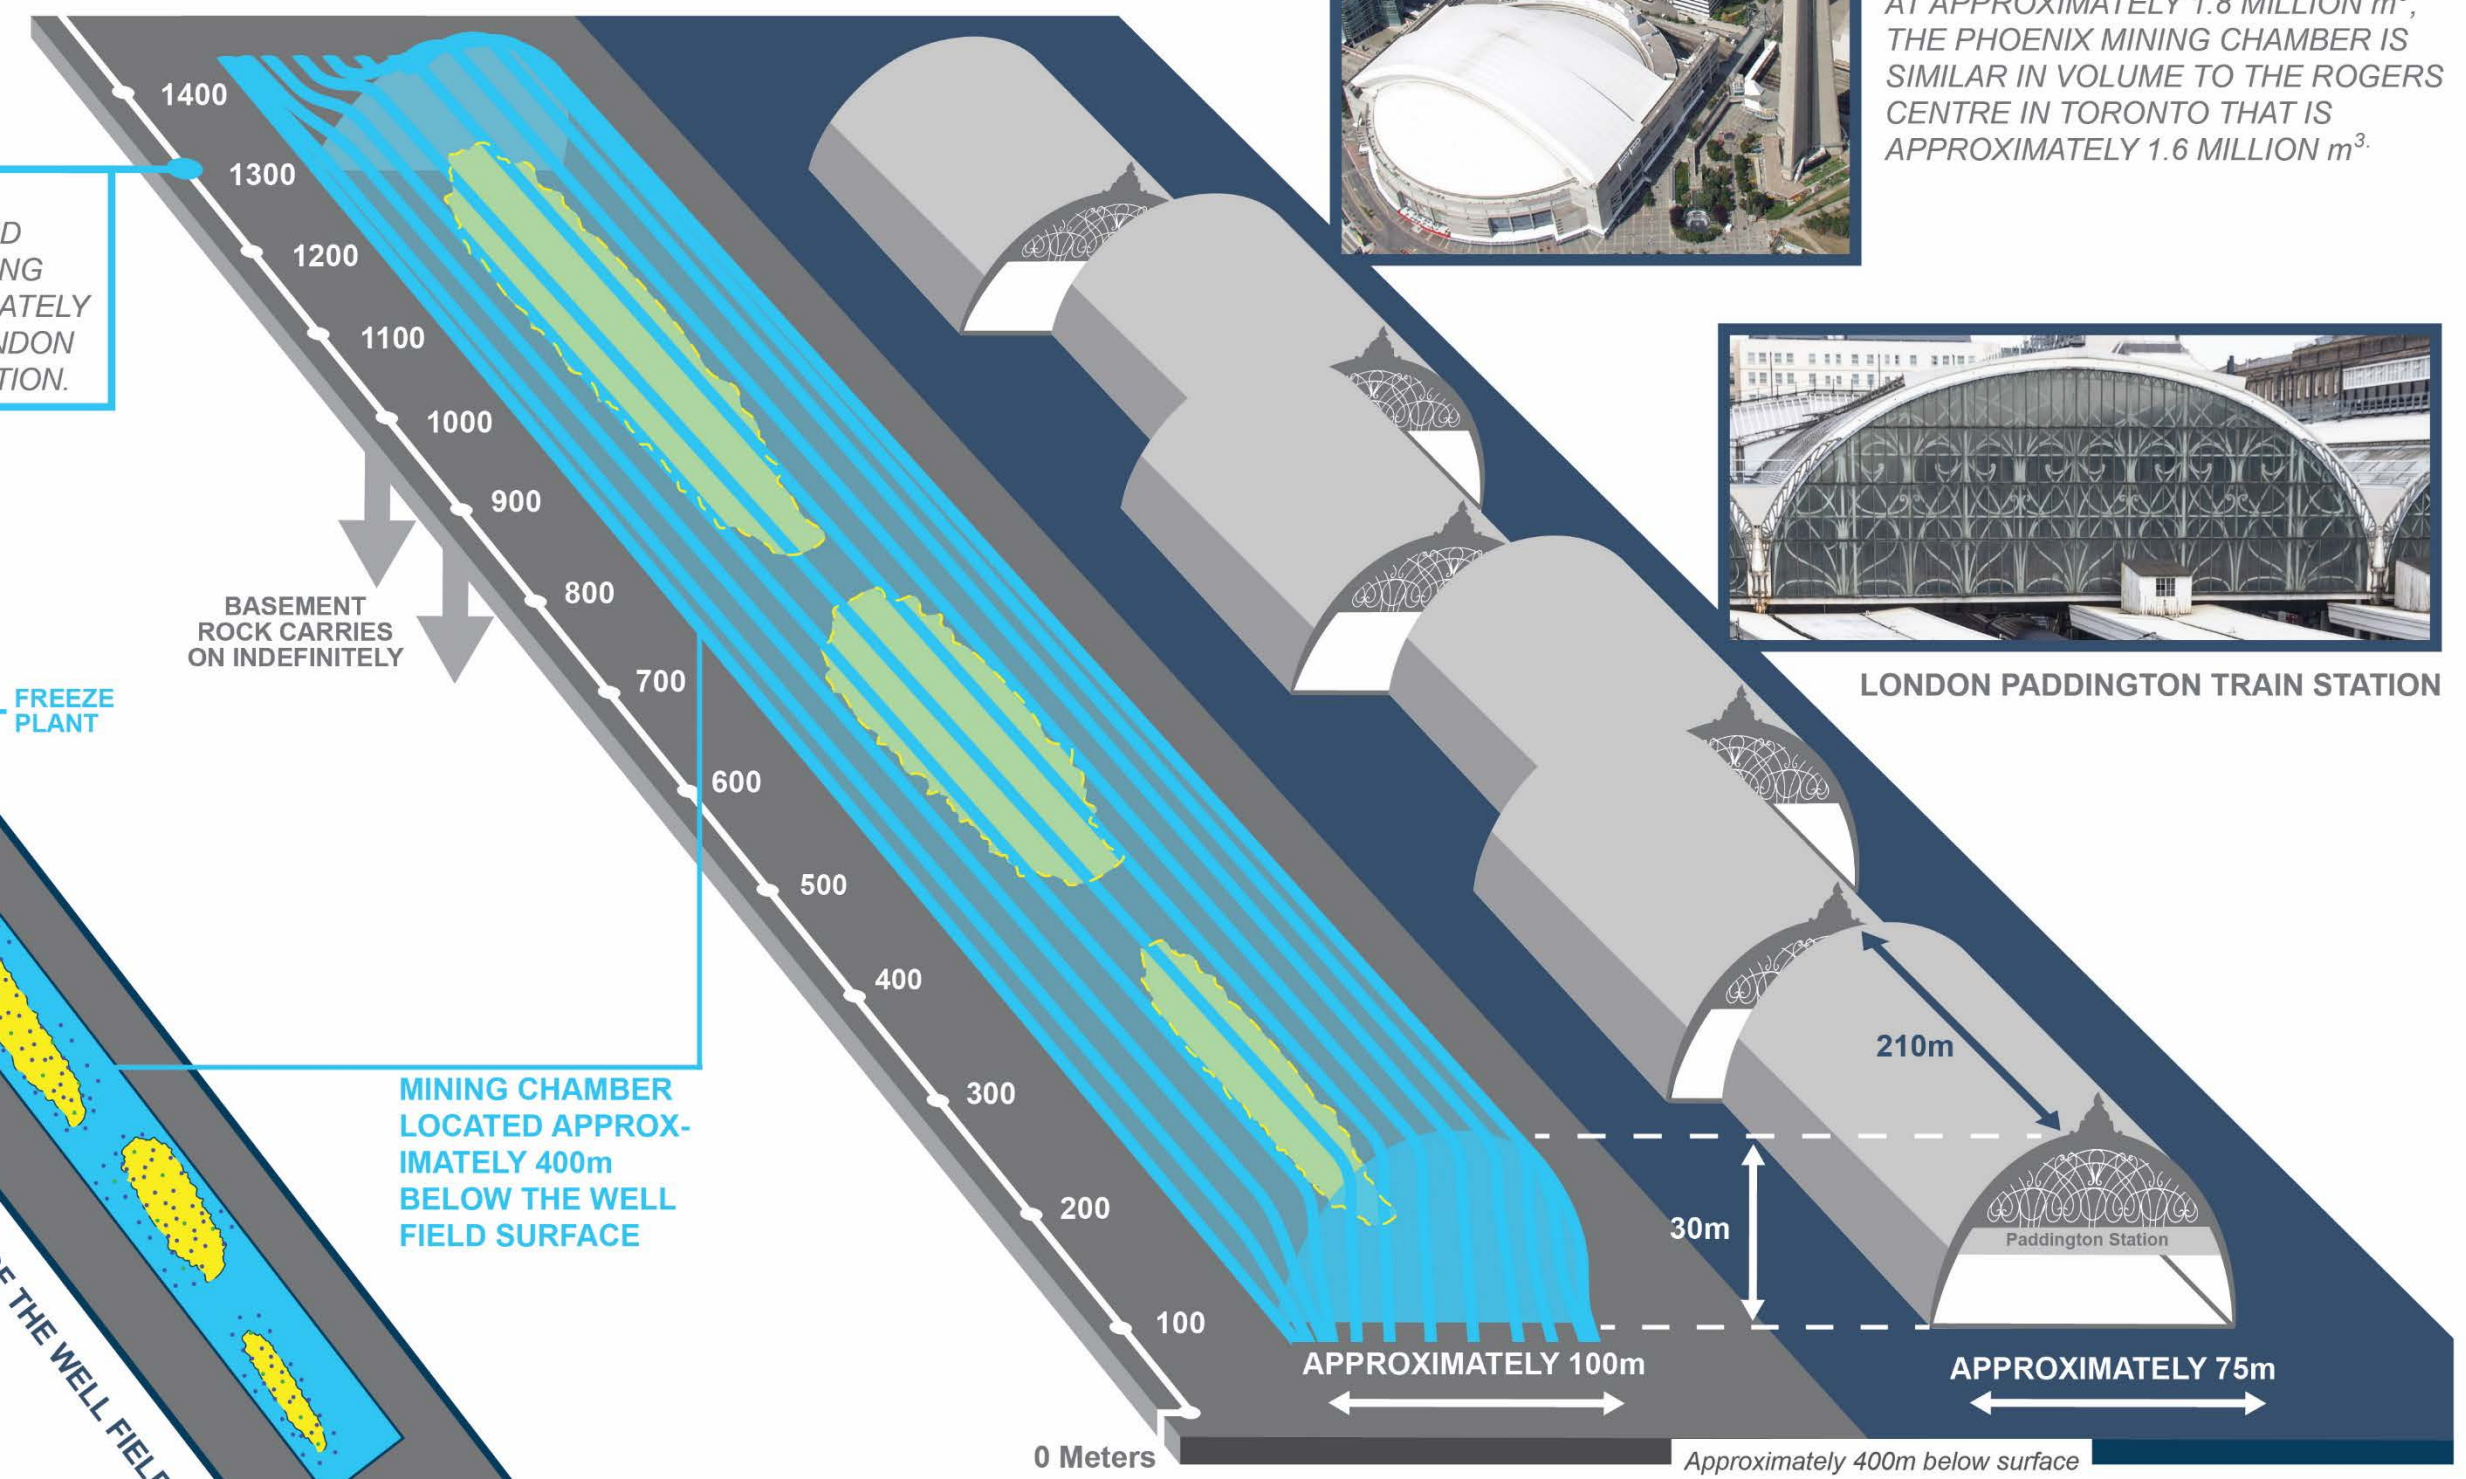 AT APPROXIMATELY 1.8 MILLION m³,
THE PHOENIX MINING CHAMBER IS
SIMILAR IN VOLUME TO THE ROGERS
CENTRE IN TORONTO THAT IS
APPROXIMATELY 1.6 MILLION m³.
1400
1300
1200
1100
1000
900
800
700
600
500
400
300
200
100
0 Meters
TION.
BASEMENT
ROCK CARRIES
ON INDEFINITELY
FREEZE
PLANT
LONDON PADDINGTON TRAIN STATION
MINING CHAMBER
LOCATED APPROX-
IMATELY 400m
BELOW THE WELL
FIELD SURFACE
THE WELL FIELD
210m
30m
Paddington Station
APPROXIMATELY 100m
APPROXIMATELY 75m
Approximately 400m below surface